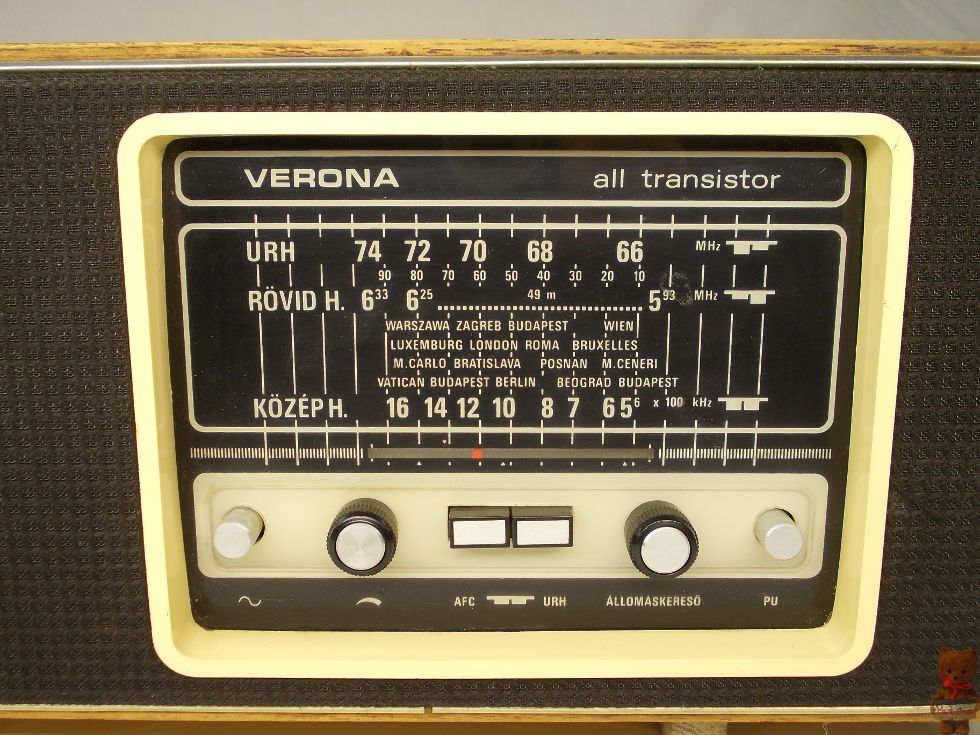 VERONA all transistor
URH 74 72 70 68 66 MHz
90 80 70 60 50 40 30 20 10
RÖVID H. 6³³ 6²⁵ 49 m 5⁹³ MHz
WARSZAWA ZAGREB BUDAPEST WIEN
LUXEMBURG LONDON ROMA BRUXELLES
M.CARLO BRATISLAVA POSNAN M.CENERI
VATICAN BUDAPEST BERLIN BEOGRAD BUDAPEST
KÖZÉP H. 16 14 12 10 8 7 6 5⁶ x 100 kHz
AFC URH ÁLLOMÁSKERESŐ PU